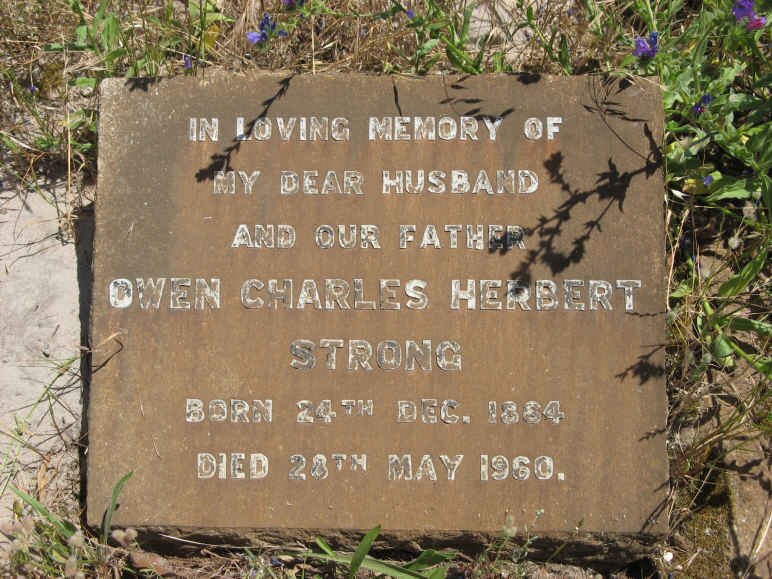 IN LOVING MEMORY OF
MY DEAR HUSBAND
AND OUR FATHER
OWEN CHARLES HERBERT
STRONG
BORN 24TH DEC. 1884
DIED 28TH MAY 1960.